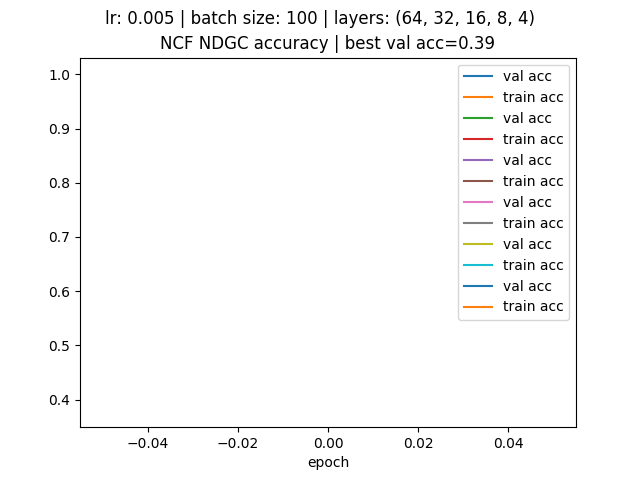 lr: 0.005 | batch size: 100 | layers: (64, 32, 16, 8, 4)
NCF NDGC accuracy | best val acc=0.39
1.0
0.9
0.8
0.7
0.6
0.5
0.4
val acc
train acc
val acc
train acc
val acc
train acc
val acc
train acc
val acc
train acc
val acc
train acc
−0.04 −0.02 0.00 0.02 0.04
epoch